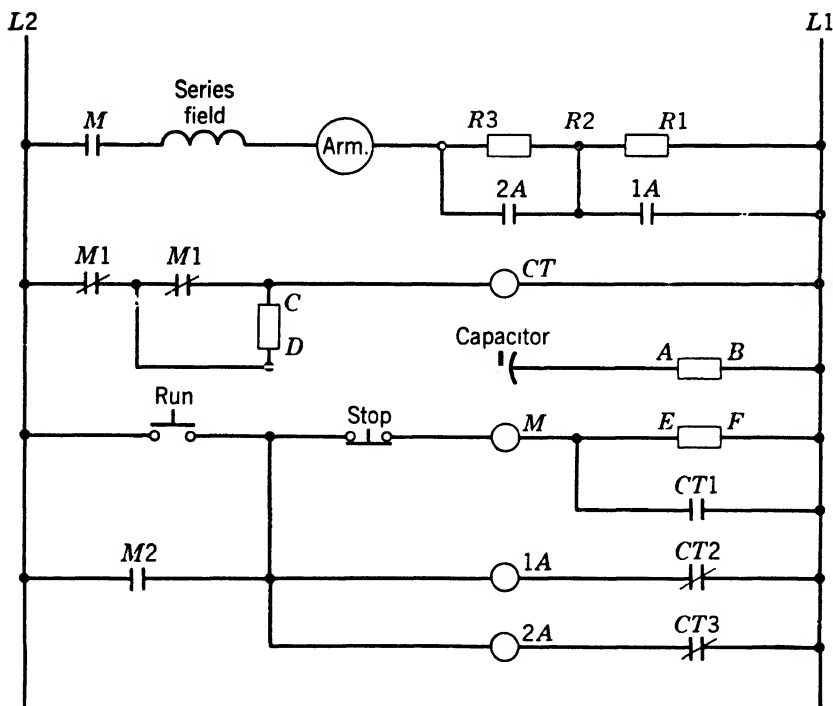 L2
L1
Series
field
M
Arm.
R3
R2
R1
2A
1A
M1
M1
CT
C
D
Capacitor
A
B
Run
Stop
M
E
F
CT1
M2
1A
CT2
2A
CT3